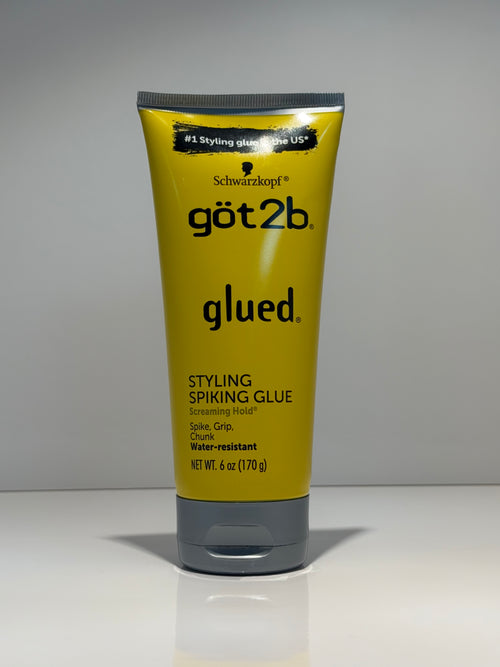 #1 Styling glue in the US*
Schwarzkopf®
göt2b®
glued®
STYLING
SPIKING GLUE
Screaming Hold®
Spike, Grip,
Chunk
Water-resistant
NET WT. 6 oz (170 g)